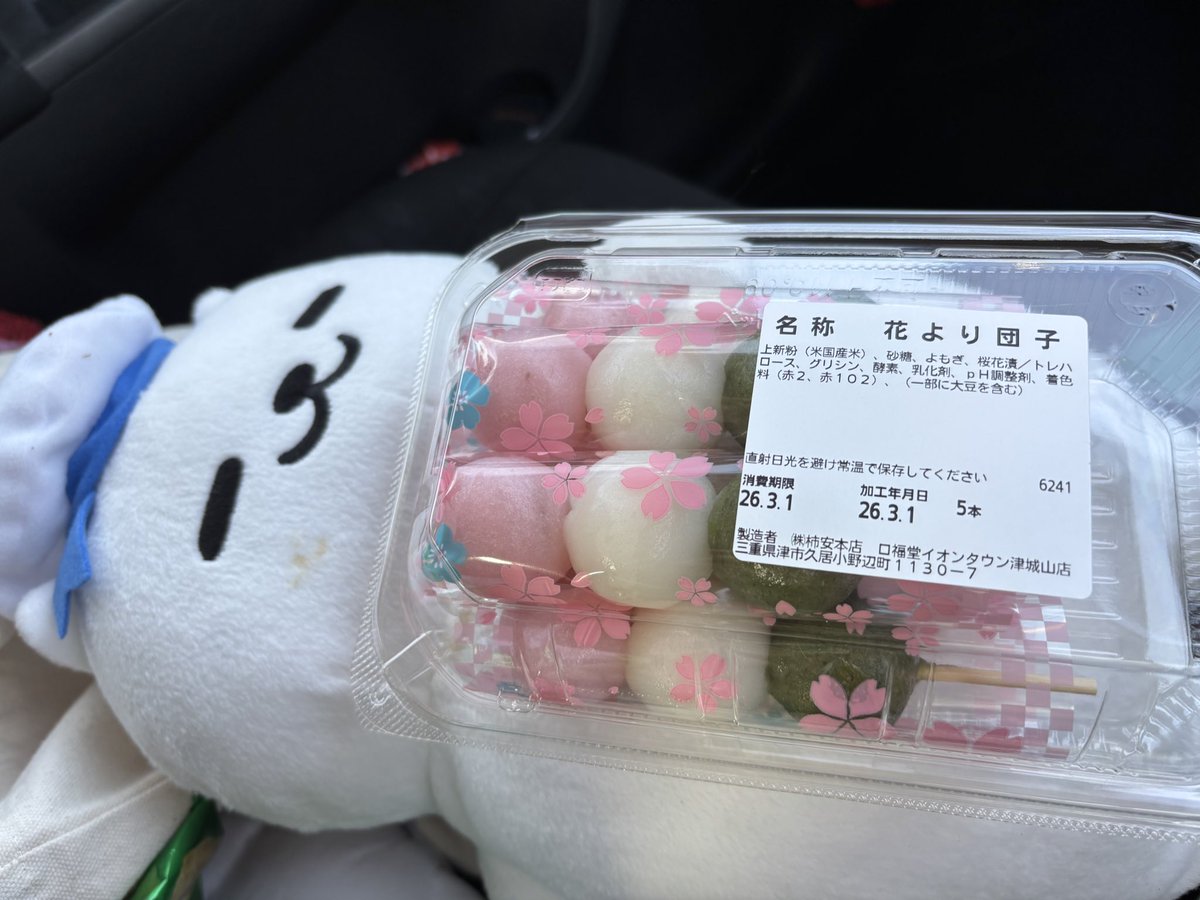 名称 花より団子
上新粉（米国産米）、砂糖、よもぎ、桜花漬／トレハ
ロース、グリシン、酵素、乳化剤、ｐＨ調整剤、着色
料（赤２、赤１０２）、（一部に大豆を含む）
直射日光を避け常温で保存してください
6241
消費期限 加工年月日 5本
26.3.1 26.3.1
製造者 ㈱柿安本店 口福堂イオンタウン津城山店
三重県津市久居小野辺町１１３０－７